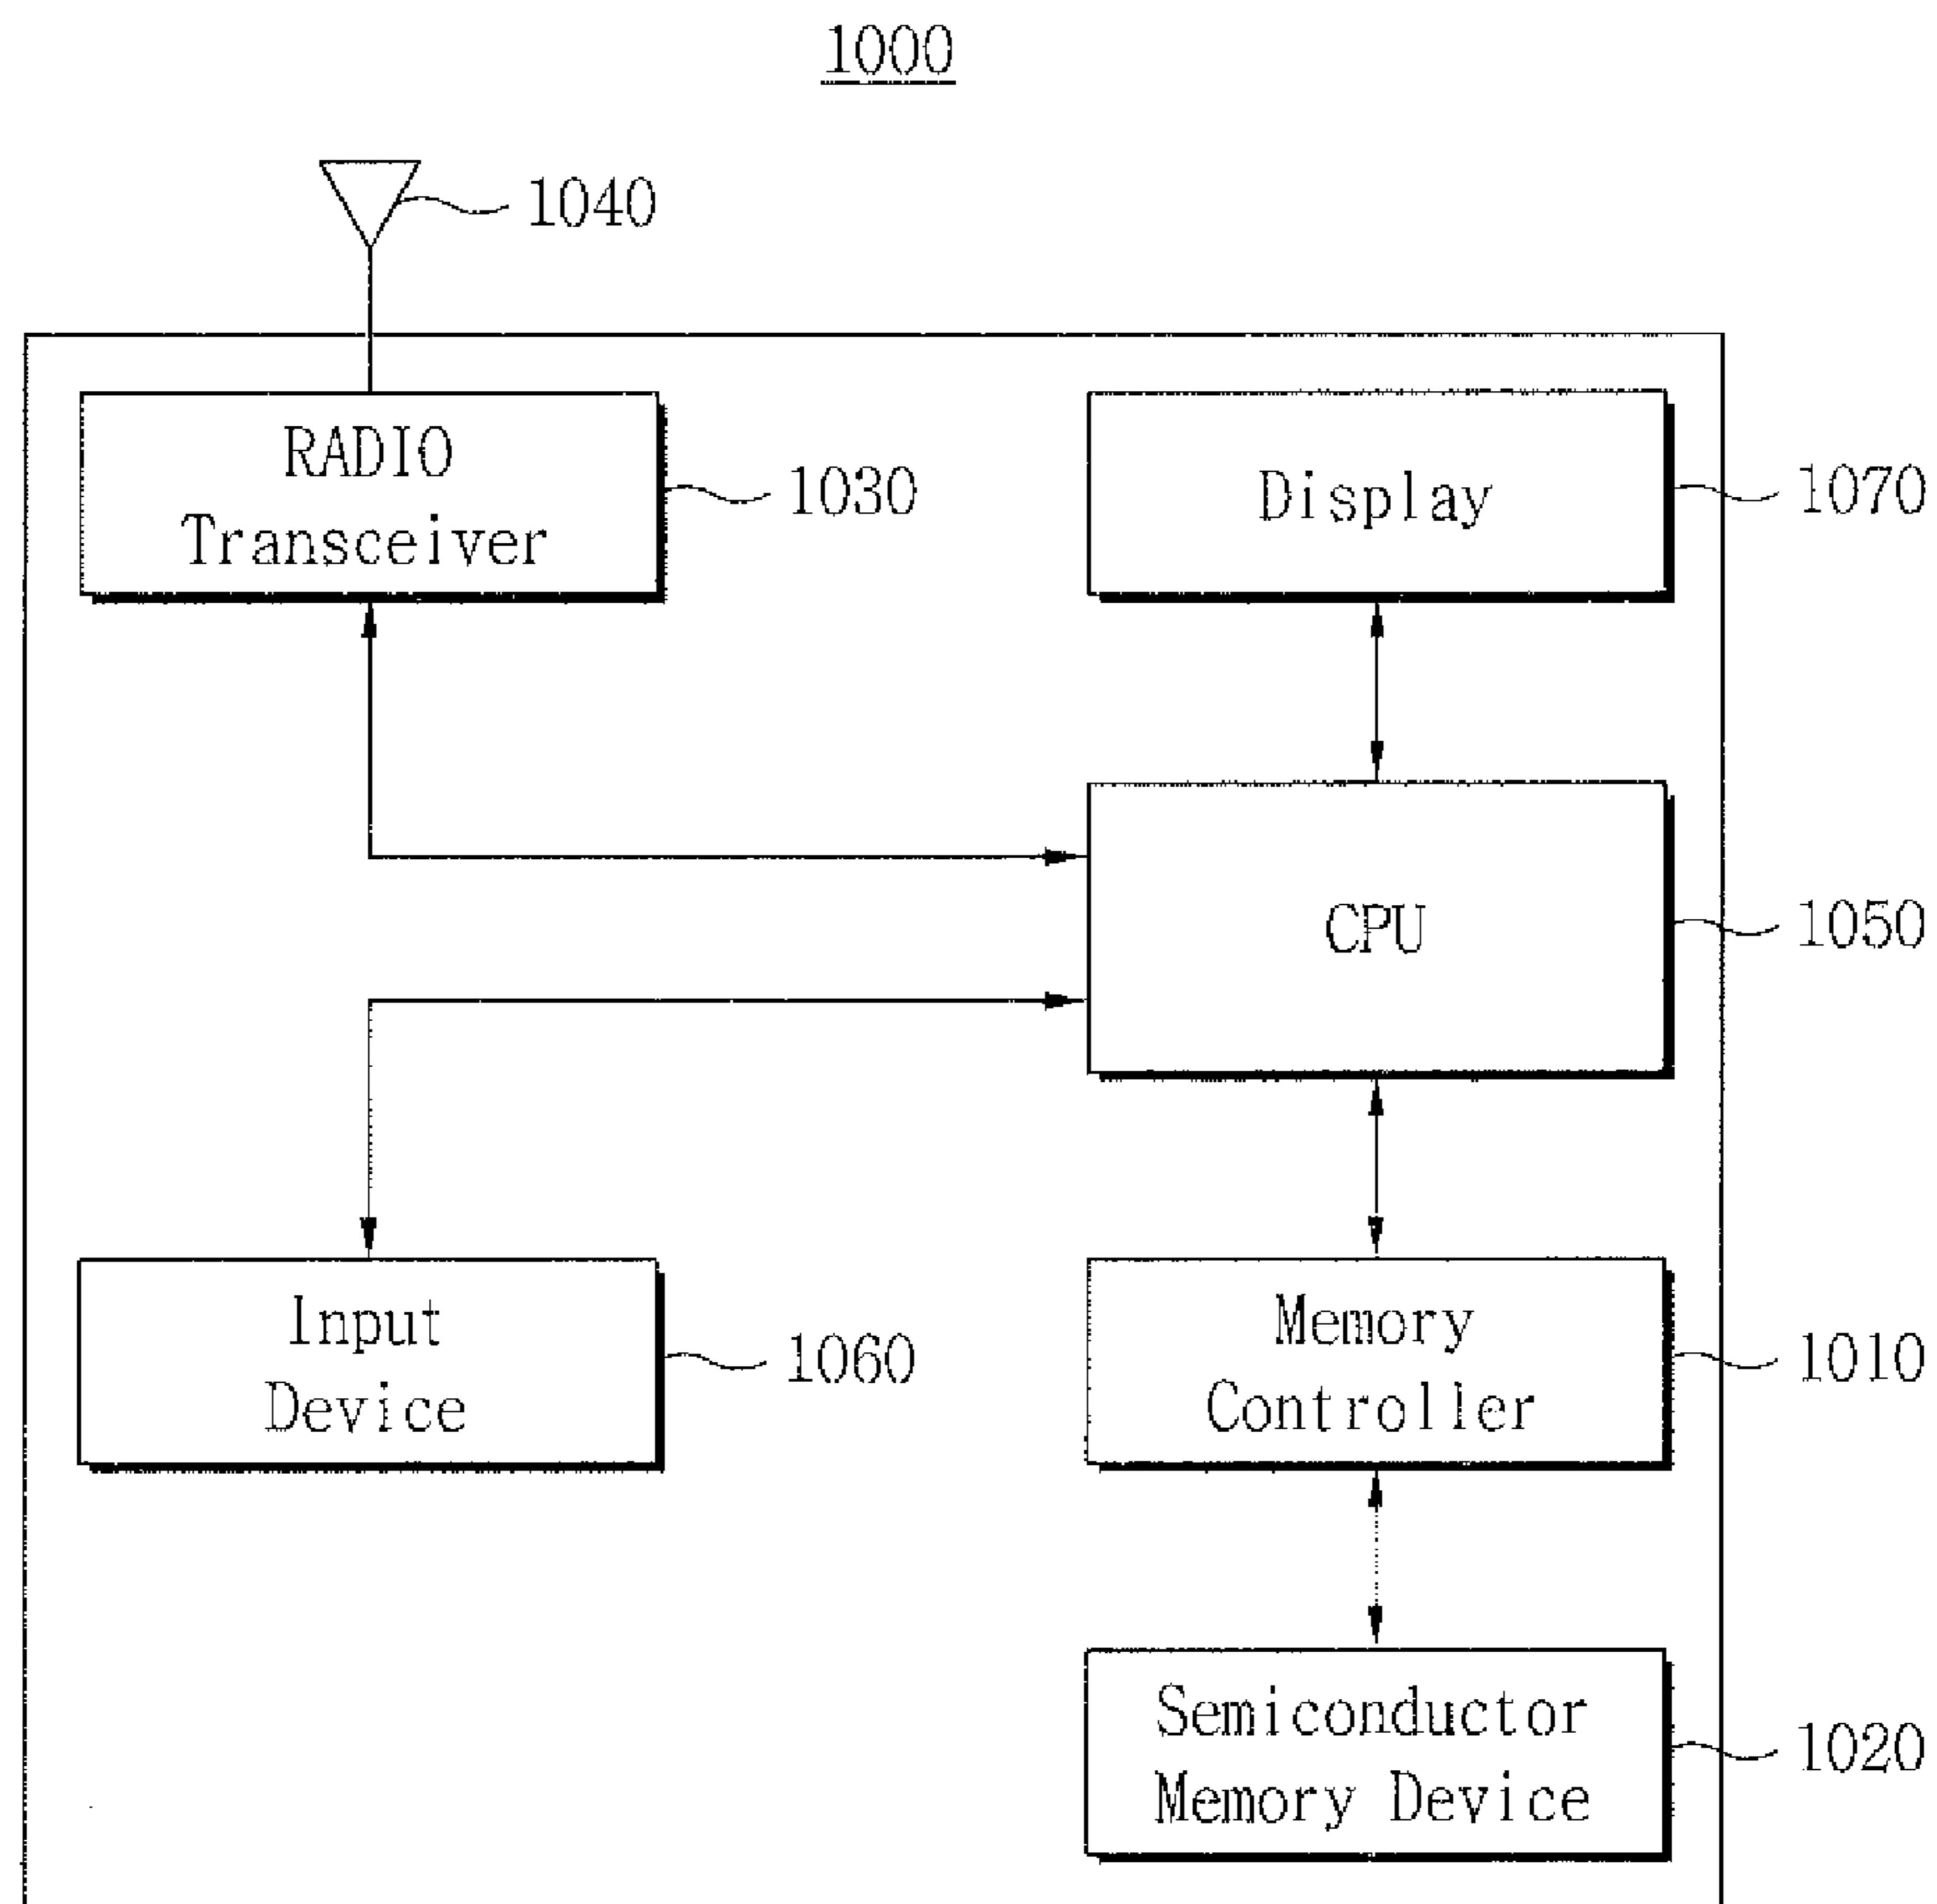 1000
1040
RADIO
Transceiver
1030
Display
1070
CPU
1050
Input
Device
1060
Memory
Controller
1010
Semiconductor
Memory Device
1020